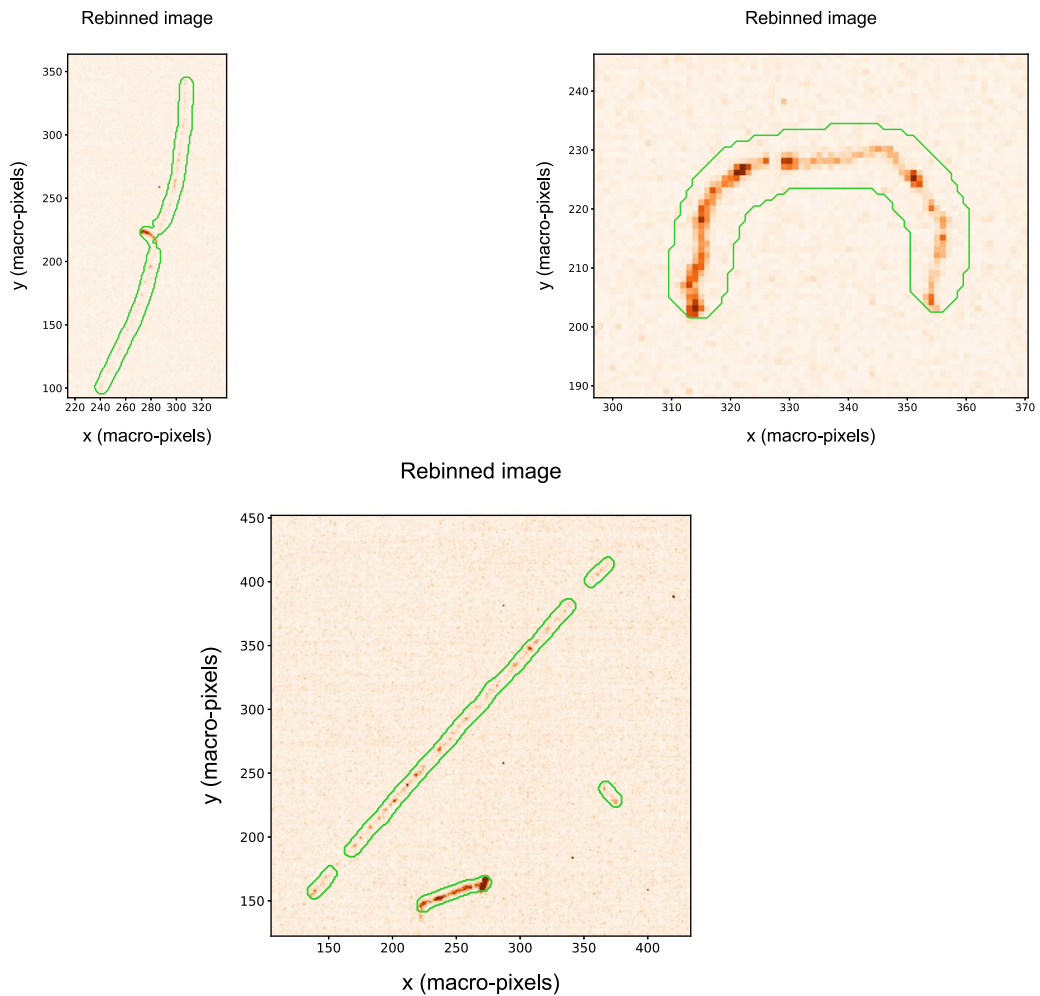 Rebinned image
350
300
250
200
150
100
220 240 260 280 300 320
y (macro-pixels)
x (macro-pixels)
Rebinned image
240
230
220
210
200
190
300 310 320 330 340 350 360 370
y (macro-pixels)
x (macro-pixels)
Rebinned image
450
400
350
300
250
200
150
150 200 250 300 350 400
y (macro-pixels)
x (macro-pixels)